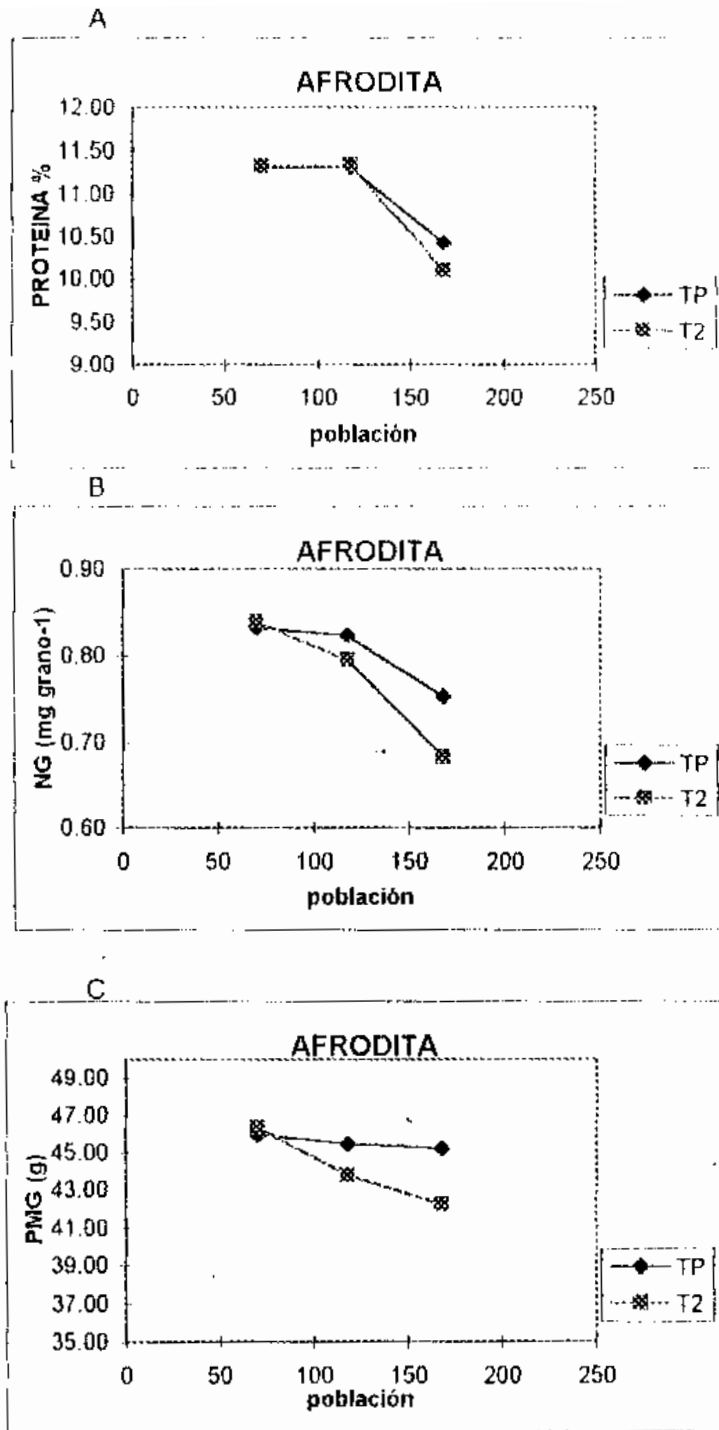 A
AFRODITA
PROTEINA %
12.00
11.50
11.00
10.50
10.00
9.50
9.00
0 50 100 150 200 250
población
TP
T2
B
AFRODITA
NG (mg grano-1)
0.90
0.80
0.70
0.60
0 50 100 150 200 250
población
TP
T2
C
AFRODITA
PMG (g)
49.00
47.00
45.00
43.00
41.00
39.00
37.00
35.00
0 50 100 150 200 250
población
TP
T2